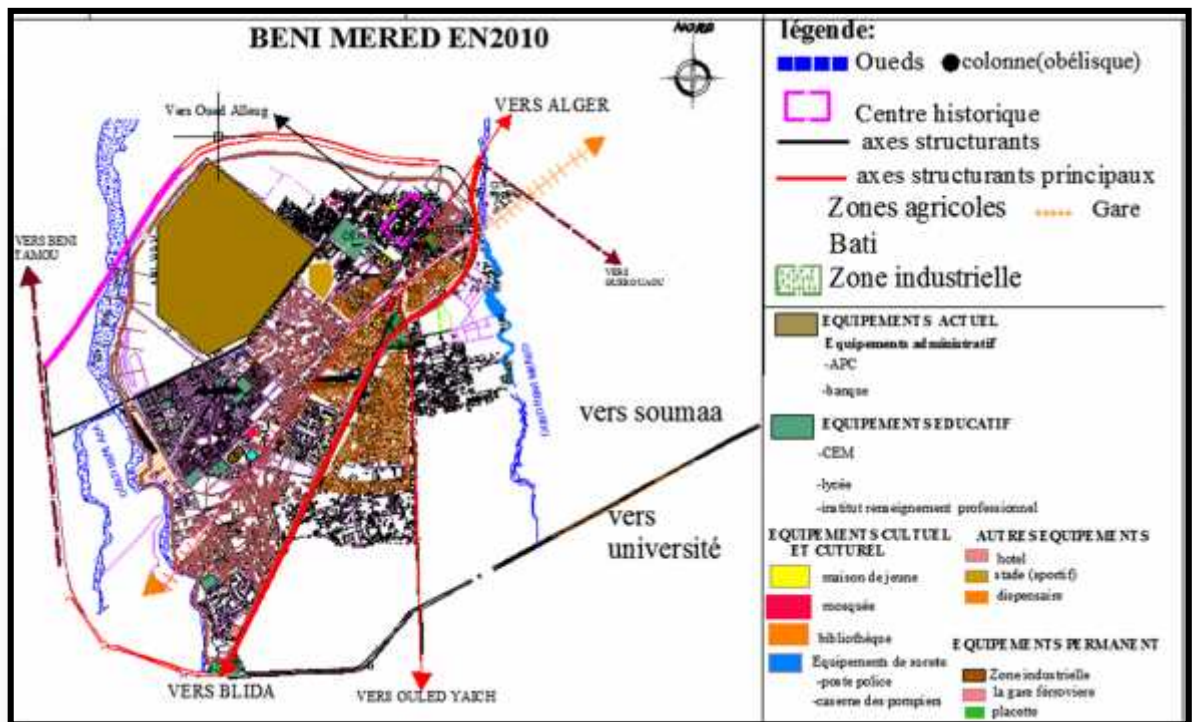 BENI MERED EN2010
NORD
Vers Oued Alleug
VERS ALGER
VERS BENI
TAMOU
VERS
vers soumaa
vers
université
VERS BLIDA
VERS OULED YAICH
légende:
Oueds colonne(obélisque)
Centre historique
axes structurants
axes structurants principaux
Zones agricoles Gare
Bati
Zone industrielle
EQUIPEMENTS ACTUEL
Equipements administratif
-APC
-banque
EQUIPEMENTS EDUCATIF
-CEM
-lycée
-institut renseignement professionnel
EQUIPEMENTS CULTUEL
ET CUTUREL
maison de jeune
mosquée
bibliothèque
Equipements de
-poste police
-caserne des pompiers
AUTRES EQUIPEMENTS
hotel
stade (sportif)
dispensaire
EQUIPEMENTS PERMANENT
Zone industrielle
la gare férroviere
placette